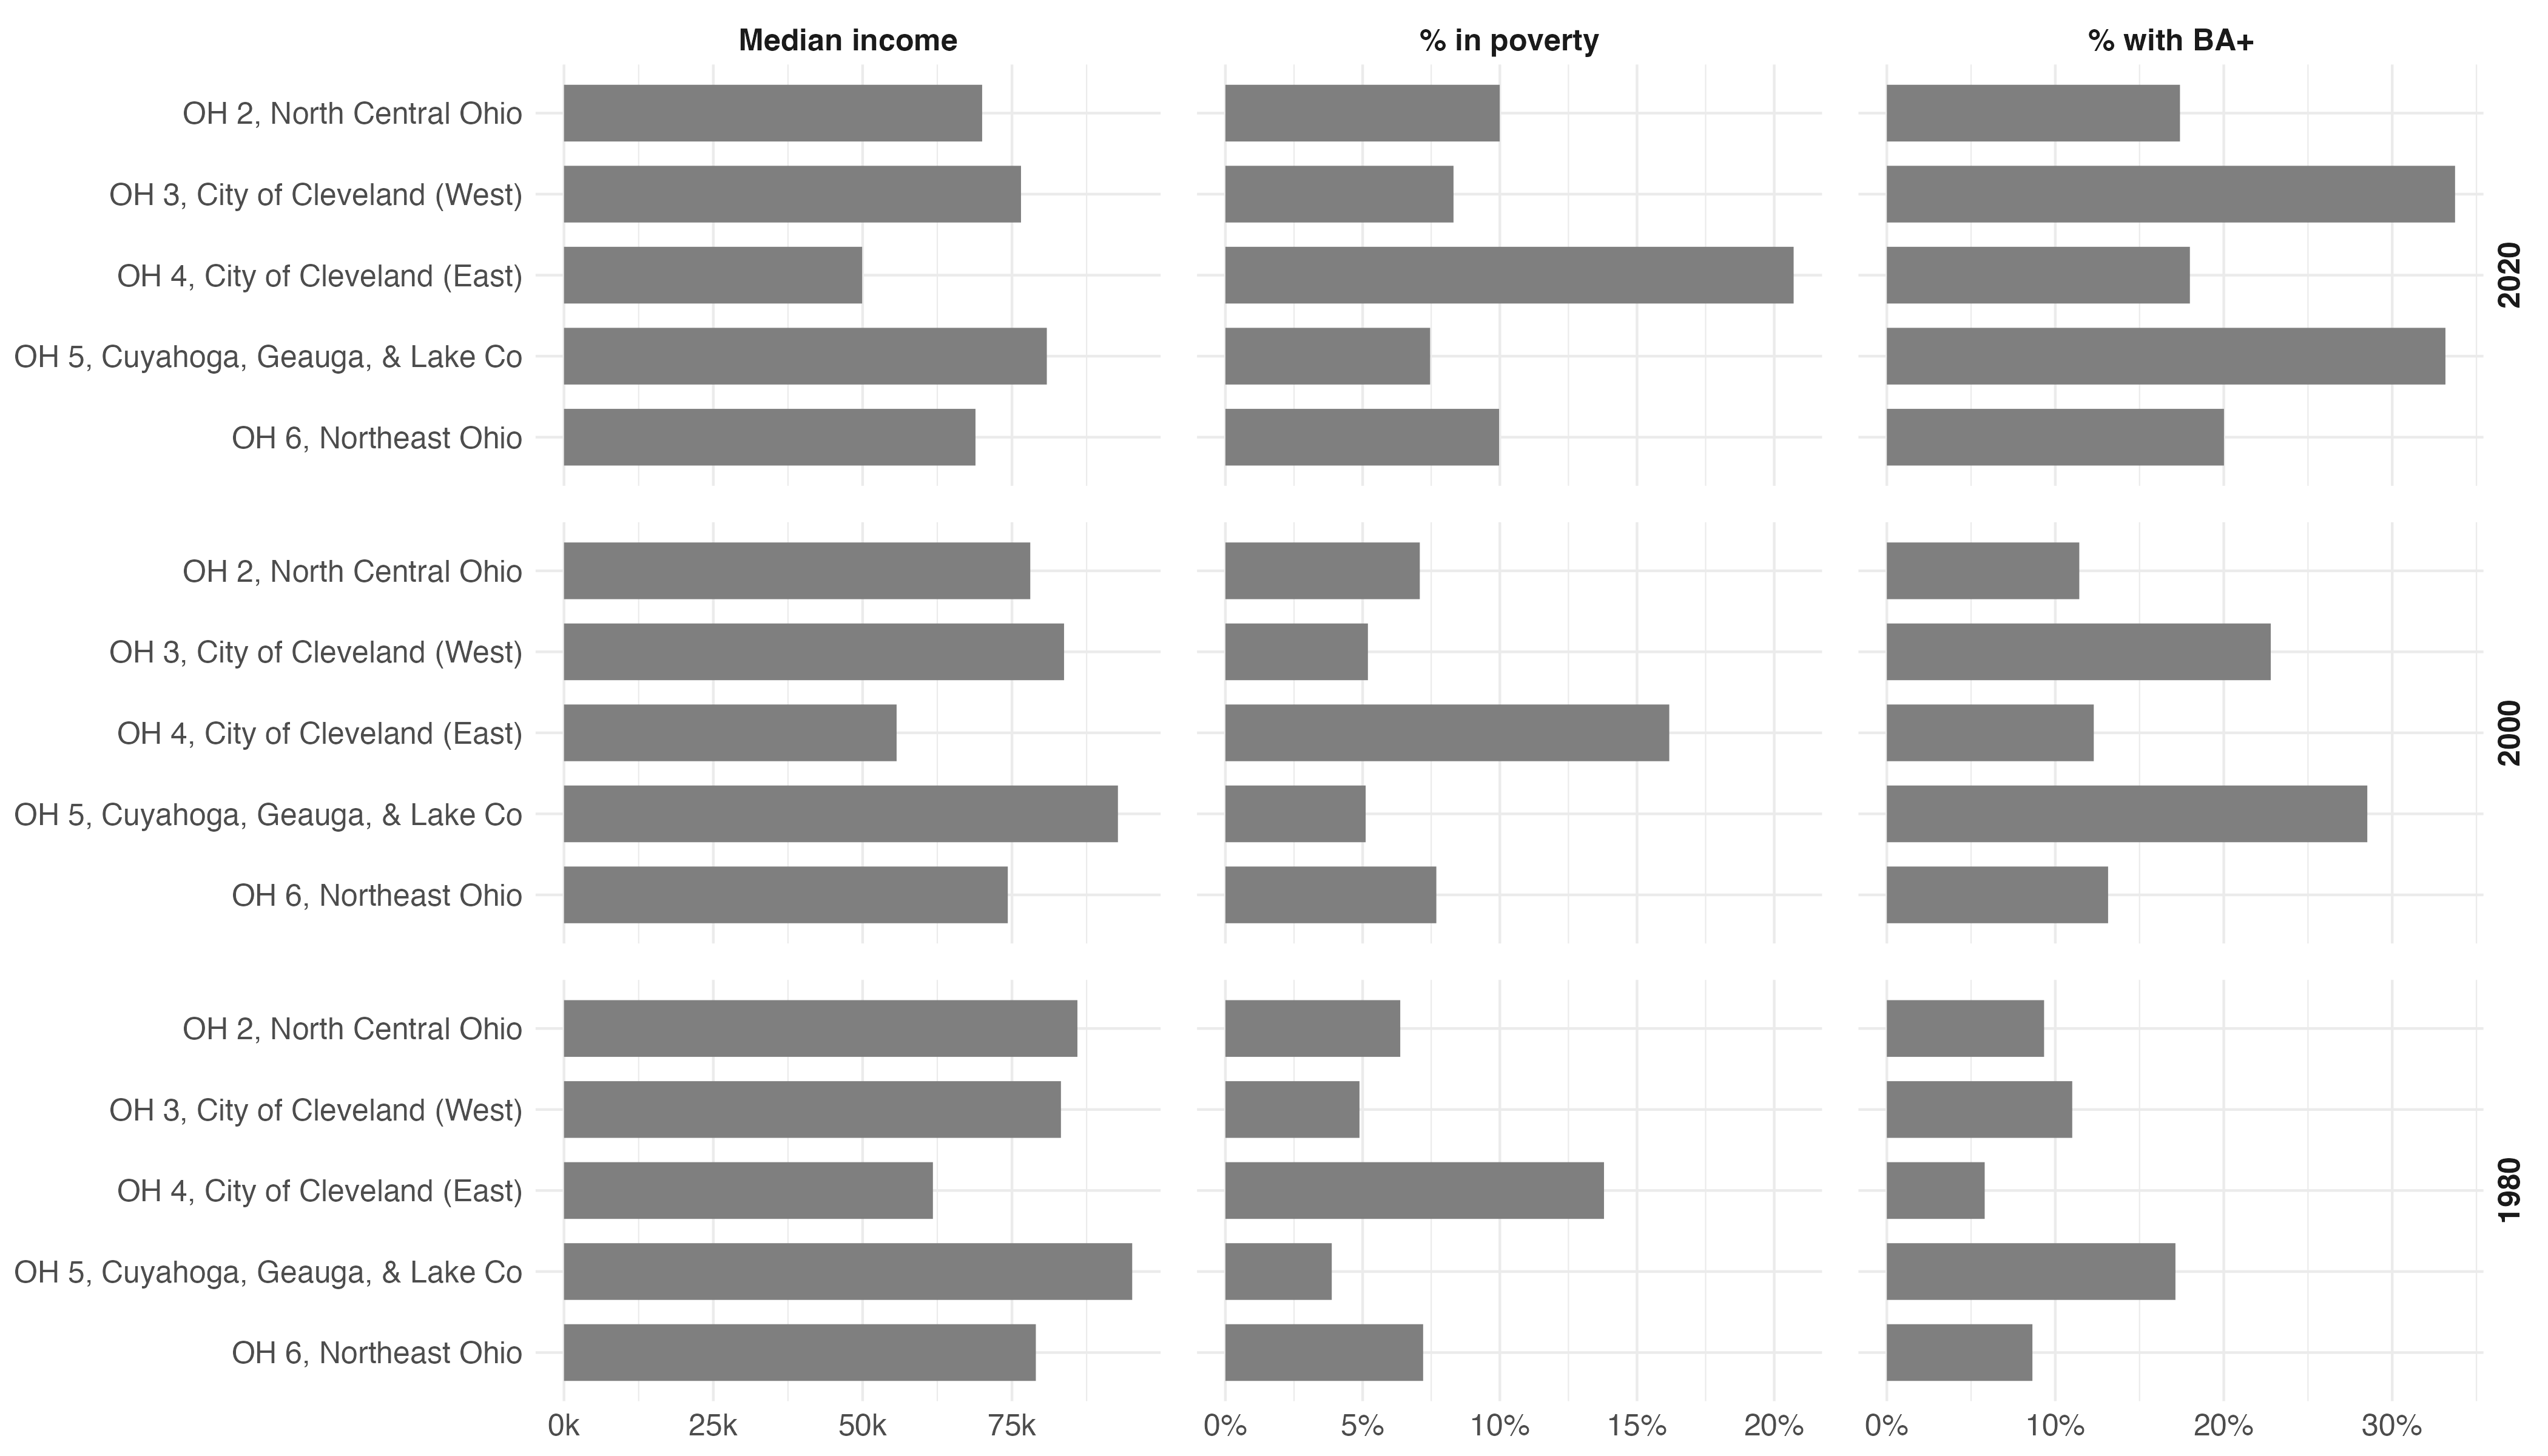 Median income
% in poverty
% with BA+
OH 2, North Central Ohio
OH 3, City of Cleveland (West)
OH 4, City of Cleveland (East)
OH 5, Cuyahoga, Geauga, & Lake Co
OH 6, Northeast Ohio
2020
OH 2, North Central Ohio
OH 3, City of Cleveland (West)
OH 4, City of Cleveland (East)
OH 5, Cuyahoga, Geauga, & Lake Co
OH 6, Northeast Ohio
2000
OH 2, North Central Ohio
OH 3, City of Cleveland (West)
OH 4, City of Cleveland (East)
OH 5, Cuyahoga, Geauga, & Lake Co
OH 6, Northeast Ohio
1980
0k 25k 50k 75k
0% 5% 10% 15% 20%
0% 10% 20% 30%